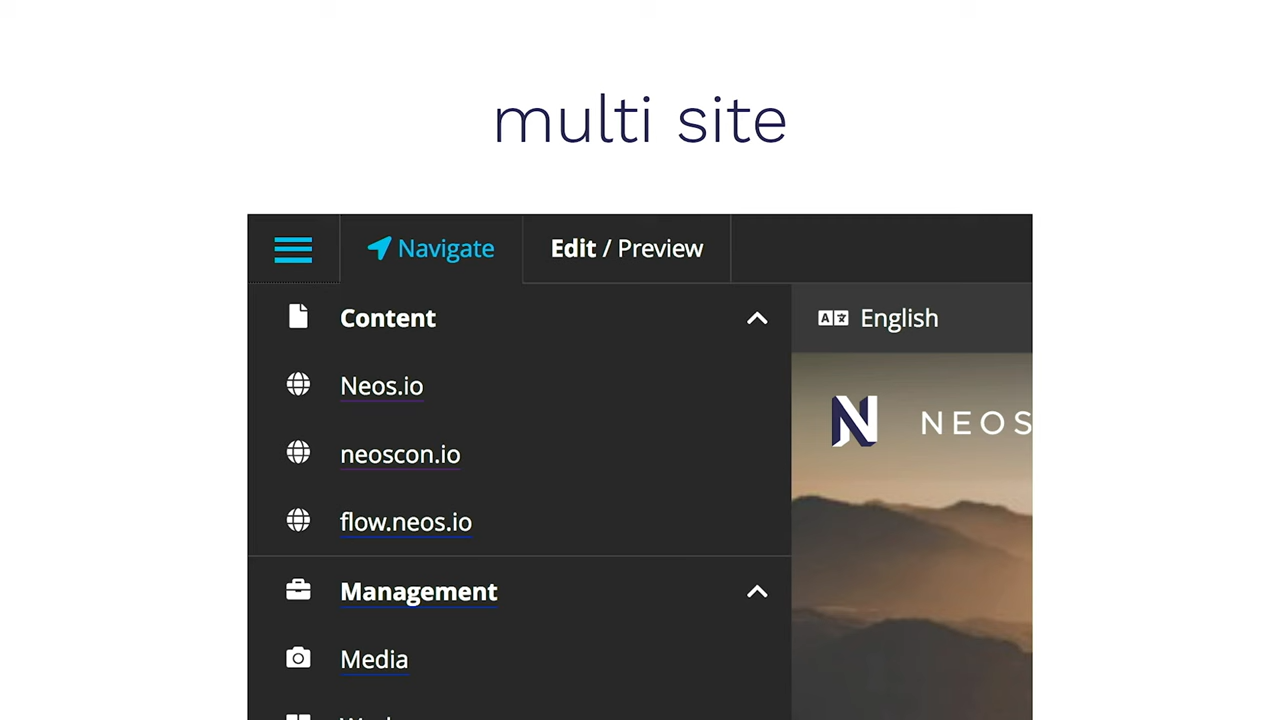 multi site
Navigate Edit / Preview
Content
English
Neos.io
NEOS
neoscon.io
flow.neos.io
Management
Media